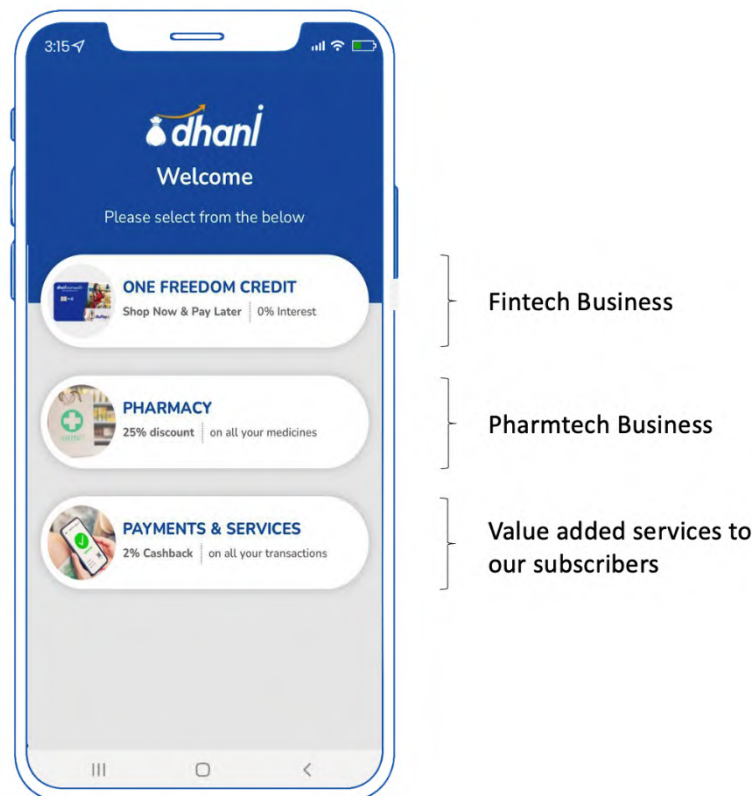 3:15
dhani
Welcome
Please select from the below
ONE FREEDOM CREDIT
Shop Now & Pay Later 0% Interest
Fintech Business
PHARMACY
25% discount on all your medicines
Pharmtech Business
PAYMENTS & SERVICES
2% Cashback on all your transactions
Value added services to
our subscribers